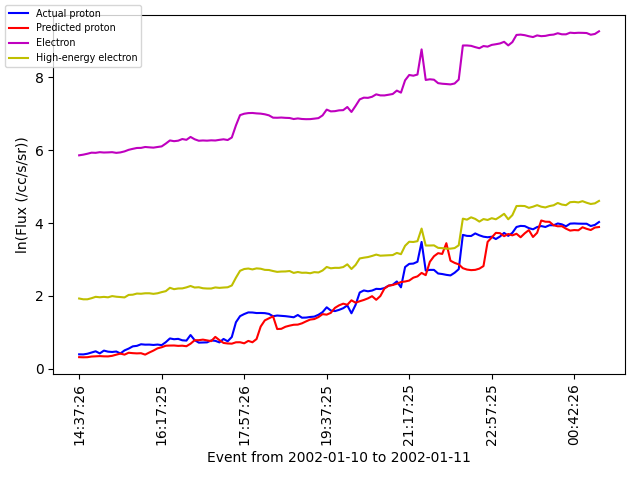 Actual proton
Predicted proton
Electron
High-energy electron
ln(Flux (/cc/s/sr))
8
6
4
2
0
14:37:26
16:17:25
17:57:26
19:37:25
21:17:25
22:57:25
00:42:26
Event from 2002-01-10 to 2002-01-11